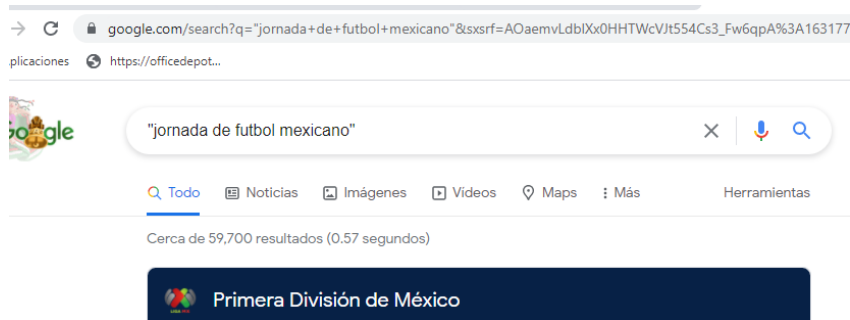 google.com/search?q="jornada+de+futbol+mexicano"&sxsrf=AOaemvLdblXx0HHTWcVJt554Cs3_Fw6qpA%3A163177
plicaciones https://officedepot...
Google
"jornada de futbol mexicano"
Todo Noticias Imágenes Videos Maps Más Herramientas
Cerca de 59,700 resultados (0.57 segundos)
Primera División de México